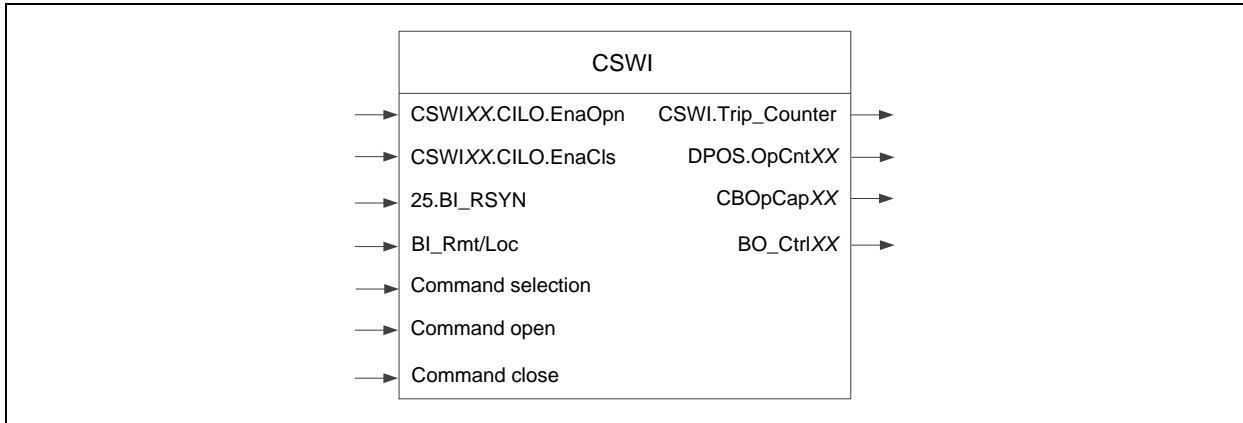 CSWI
CSWIXX.CILO.EnaOpn CSWI.Trip_Counter
CSWIXX.CILO.EnaCls DPOS.OpCntXX
25.BI_RSYN CBOpCapXX
BI_Rmt/Loc BO_CtrlXX
Command selection
Command open
Command close